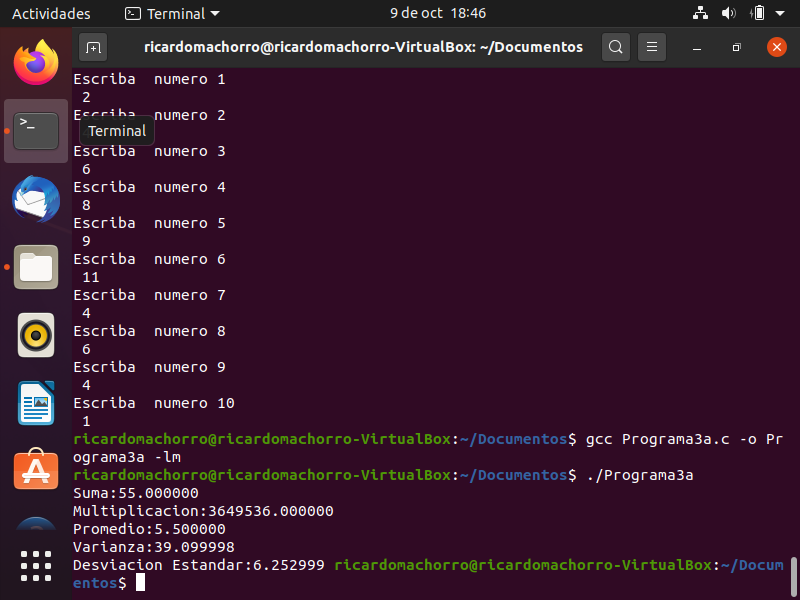 Actividades Terminal 9 de oct 18:46
ricardomachorro@ricardomachorro-VirtualBox: ~/Documentos
Escriba  numero 1
2
Escriba  numero 2
Terminal
Escriba  numero 3
6
Escriba  numero 4
8
Escriba  numero 5
9
Escriba  numero 6
11
Escriba  numero 7
4
Escriba  numero 8
6
Escriba  numero 9
4
Escriba  numero 10
1
ricardomachorro@ricardomachorro-VirtualBox:~/Documentos$ gcc Programa3a.c -o Pr
ograma3a -lm
ricardomachorro@ricardomachorro-VirtualBox:~/Documentos$ ./Programa3a
Suma:55.000000
Multiplicacion:3649536.000000
Promedio:5.500000
Varianza:39.099998
Desviacion Estandar:6.252999 ricardomachorro@ricardomachorro-VirtualBox:~/Docum
entos$